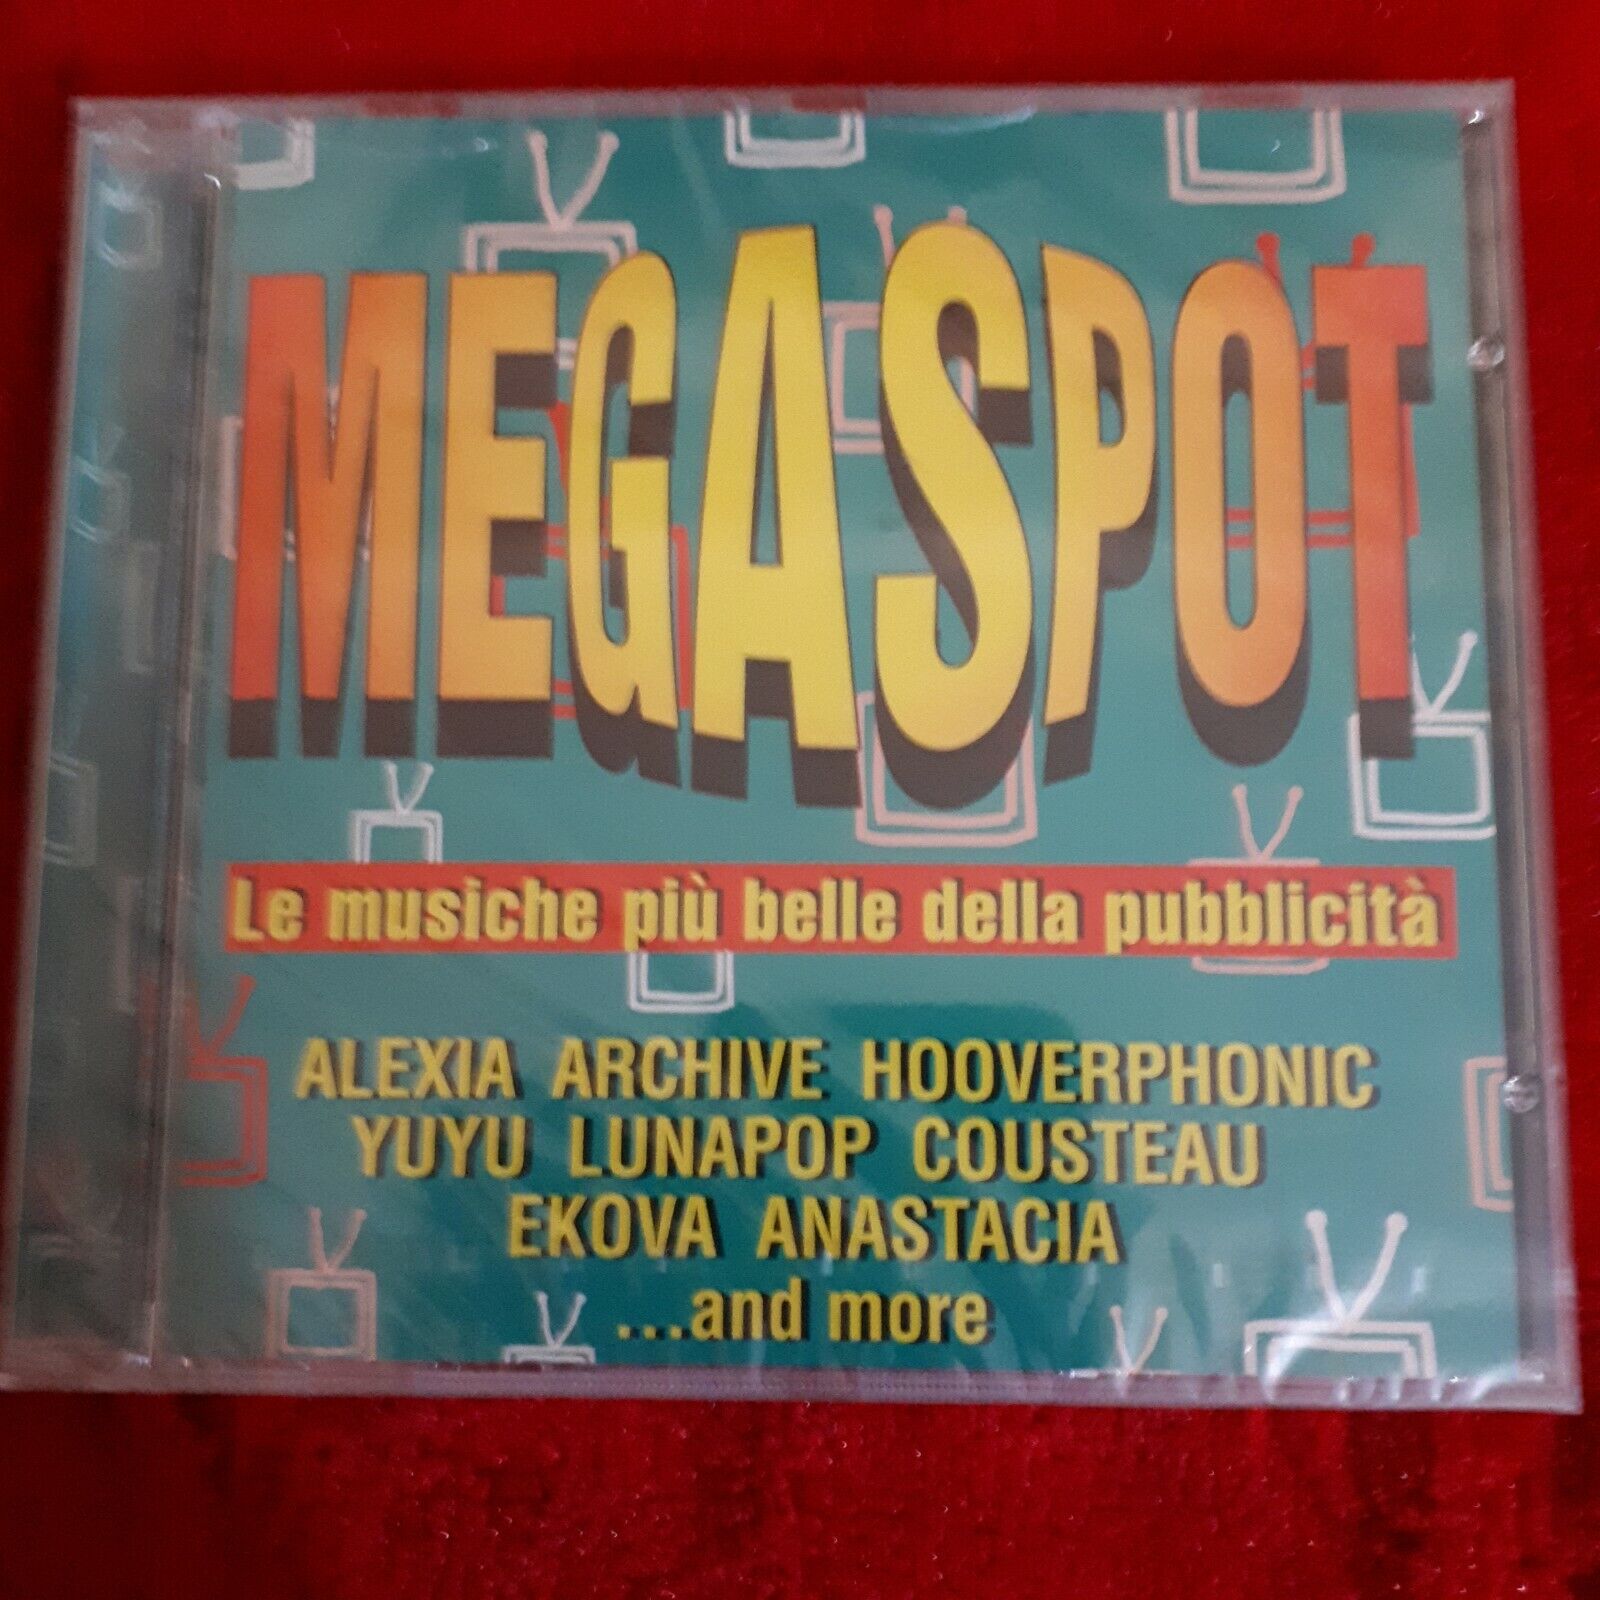 MEGASPOT
Le musiche più belle della pubblicità
ALEXIA ARCHIVE HOOVERPHONIC
YUYU LUNAPOP COUSTEAU
EKOVA ANASTACIA
...and more